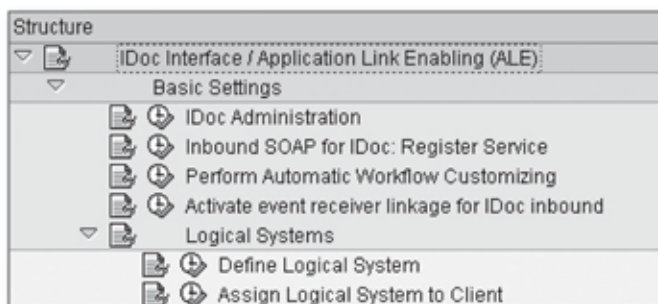 Structure
IDoc Interface / Application Link Enabling (ALE)
Basic Settings
IDoc Administration
Inbound SOAP for IDoc: Register Service
Perform Automatic Workflow Customizing
Activate event receiver linkage for IDoc inbound
Logical Systems
Define Logical System
Assign Logical System to Client